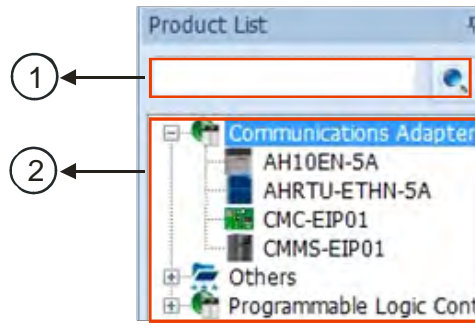 Product List
1
2
Communications Adapter
AH10EN-5A
AHRTU-ETHN-5A
CMC-EIP01
CMMS-EIP01
Others
Programmable Logic Cont